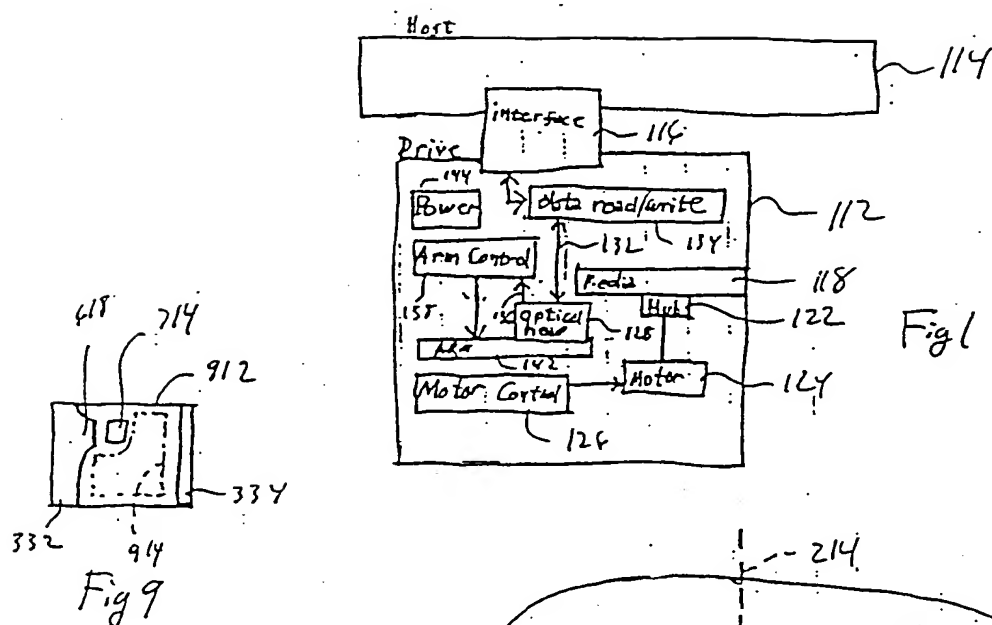 Host
114
interface
116
Drive
144
Power
Data read/write
134
112
132
Arm Control
138
Media
118
136
optical head
128
Hub
122
Arm
142
Motor
124
Motor Control
126
Fig 1
418
714
912
332
914
334
Fig 9
214